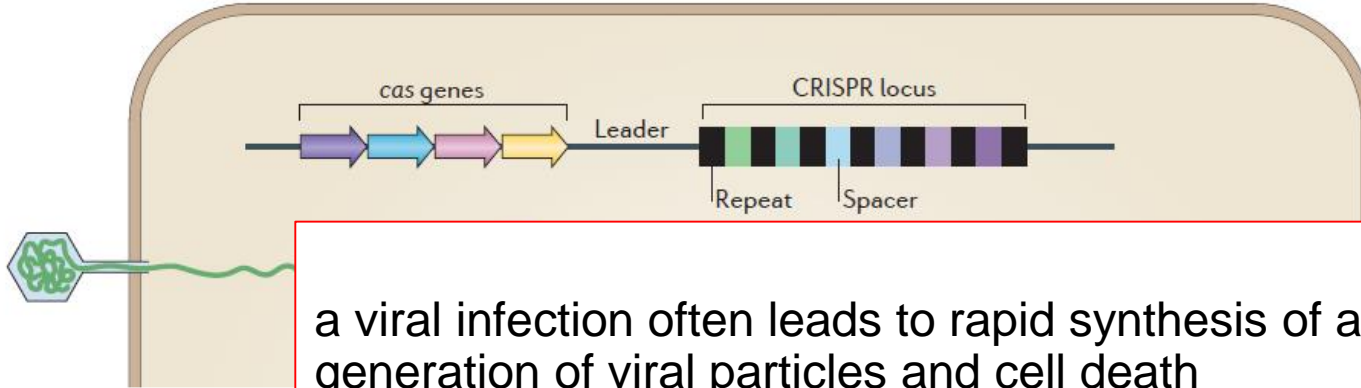 cas genes
CRISPR locus
Leader
Repeat
Spacer
a viral infection often leads to rapid synthesis of a
generation of viral particles and cell death